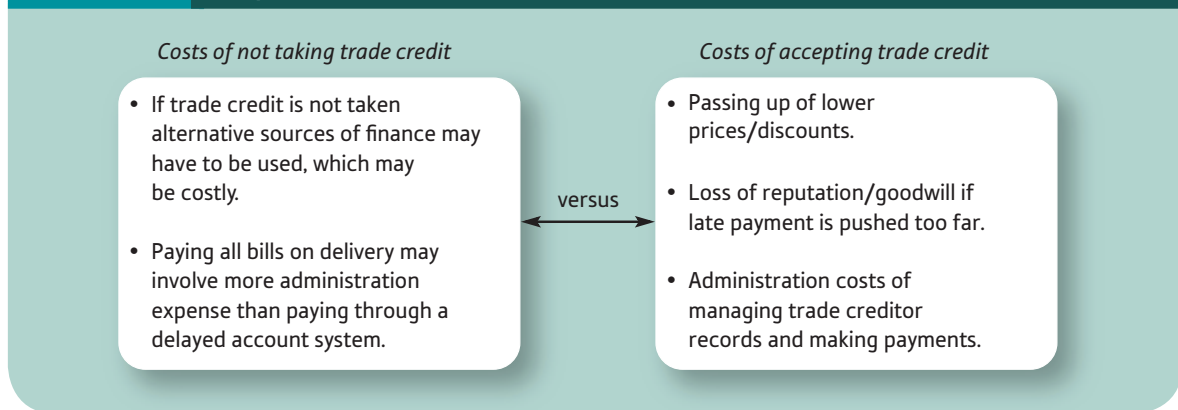 Costs of not taking trade credit
• If trade credit is not taken
alternative sources of finance may
have to be used, which may
be costly.
• Paying all bills on delivery may
involve more administration
expense than paying through a
delayed account system.
versus
Costs of accepting trade credit
• Passing up of lower
prices/discounts.
• Loss of reputation/goodwill if
late payment is pushed too far.
• Administration costs of
managing trade creditor
records and making payments.